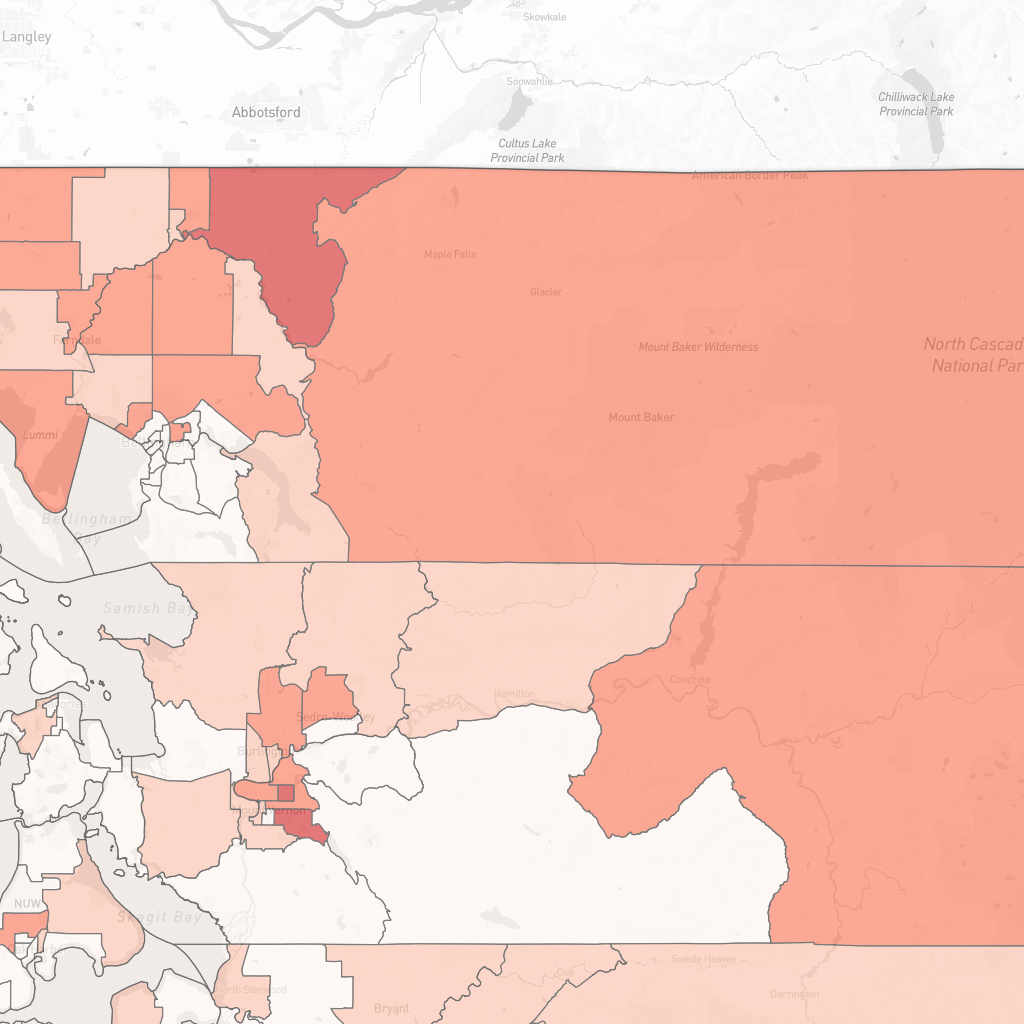 Skowkale
Langley
Soowahlie
Chilliwack Lake
Provincial Park
Abbotsford
Cultus Lake
Provincial Park
American Border Peak
Maple Falls
Glacier
Ferndale
Mount Baker Wilderness
North Cascad
National Par
Mount Baker
Lummi
Bellingham
Bay
Samish Bay
Concrete
Hamilton
Sedro-Woolley
Burlington
Mount Vernon
NUW
Skagit Bay
Swede Heaven
Oso
North Stanwood
Darrington
Bryant